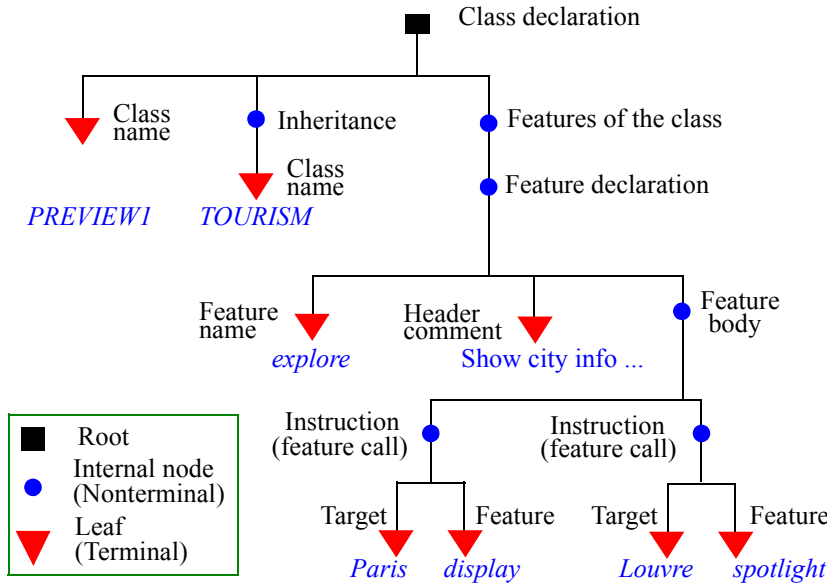 Class declaration
Class
name
Inheritance
Features of the class
Class
name
Feature declaration
PREVIEW1
TOURISM
Feature
name
Header
comment
Feature
body
explore
Show city info ...
Instruction
(feature call)
Instruction
(feature call)
Root
Internal node
(Nonterminal)
Leaf
(Terminal)
Target
Feature
Target
Feature
Paris
display
Louvre
spotlight